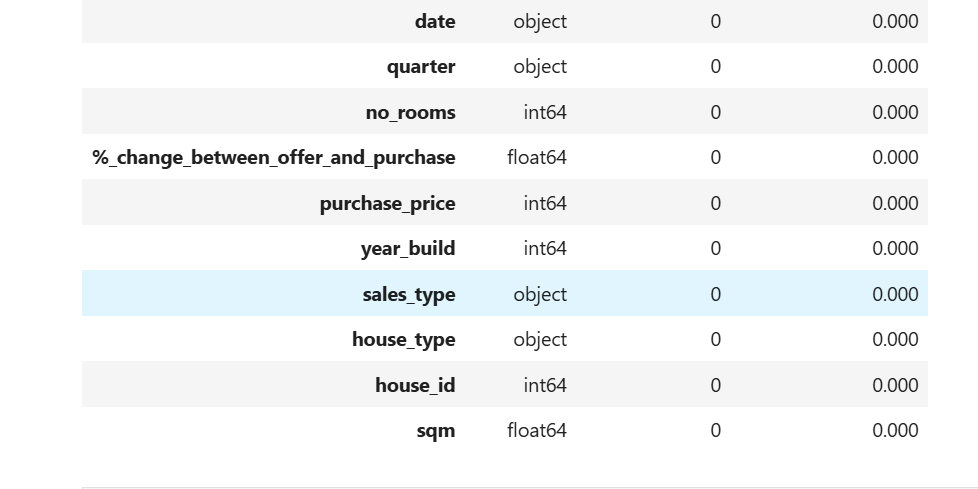 date object 0 0.000
quarter object 0 0.000
no_rooms int64 0 0.000
%_change_between_offer_and_purchase float64 0 0.000
purchase_price int64 0 0.000
year_build int64 0 0.000
sales_type object 0 0.000
house_type object 0 0.000
house_id int64 0 0.000
sqm float64 0 0.000